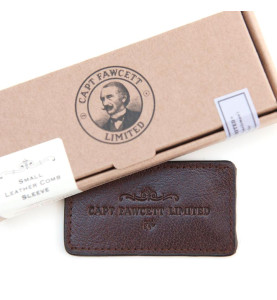 CAPT FAWCETT
LIMITED
SMALL
LEATHER COMB
SLEEVE
CAPT FAWCETT LIMITED